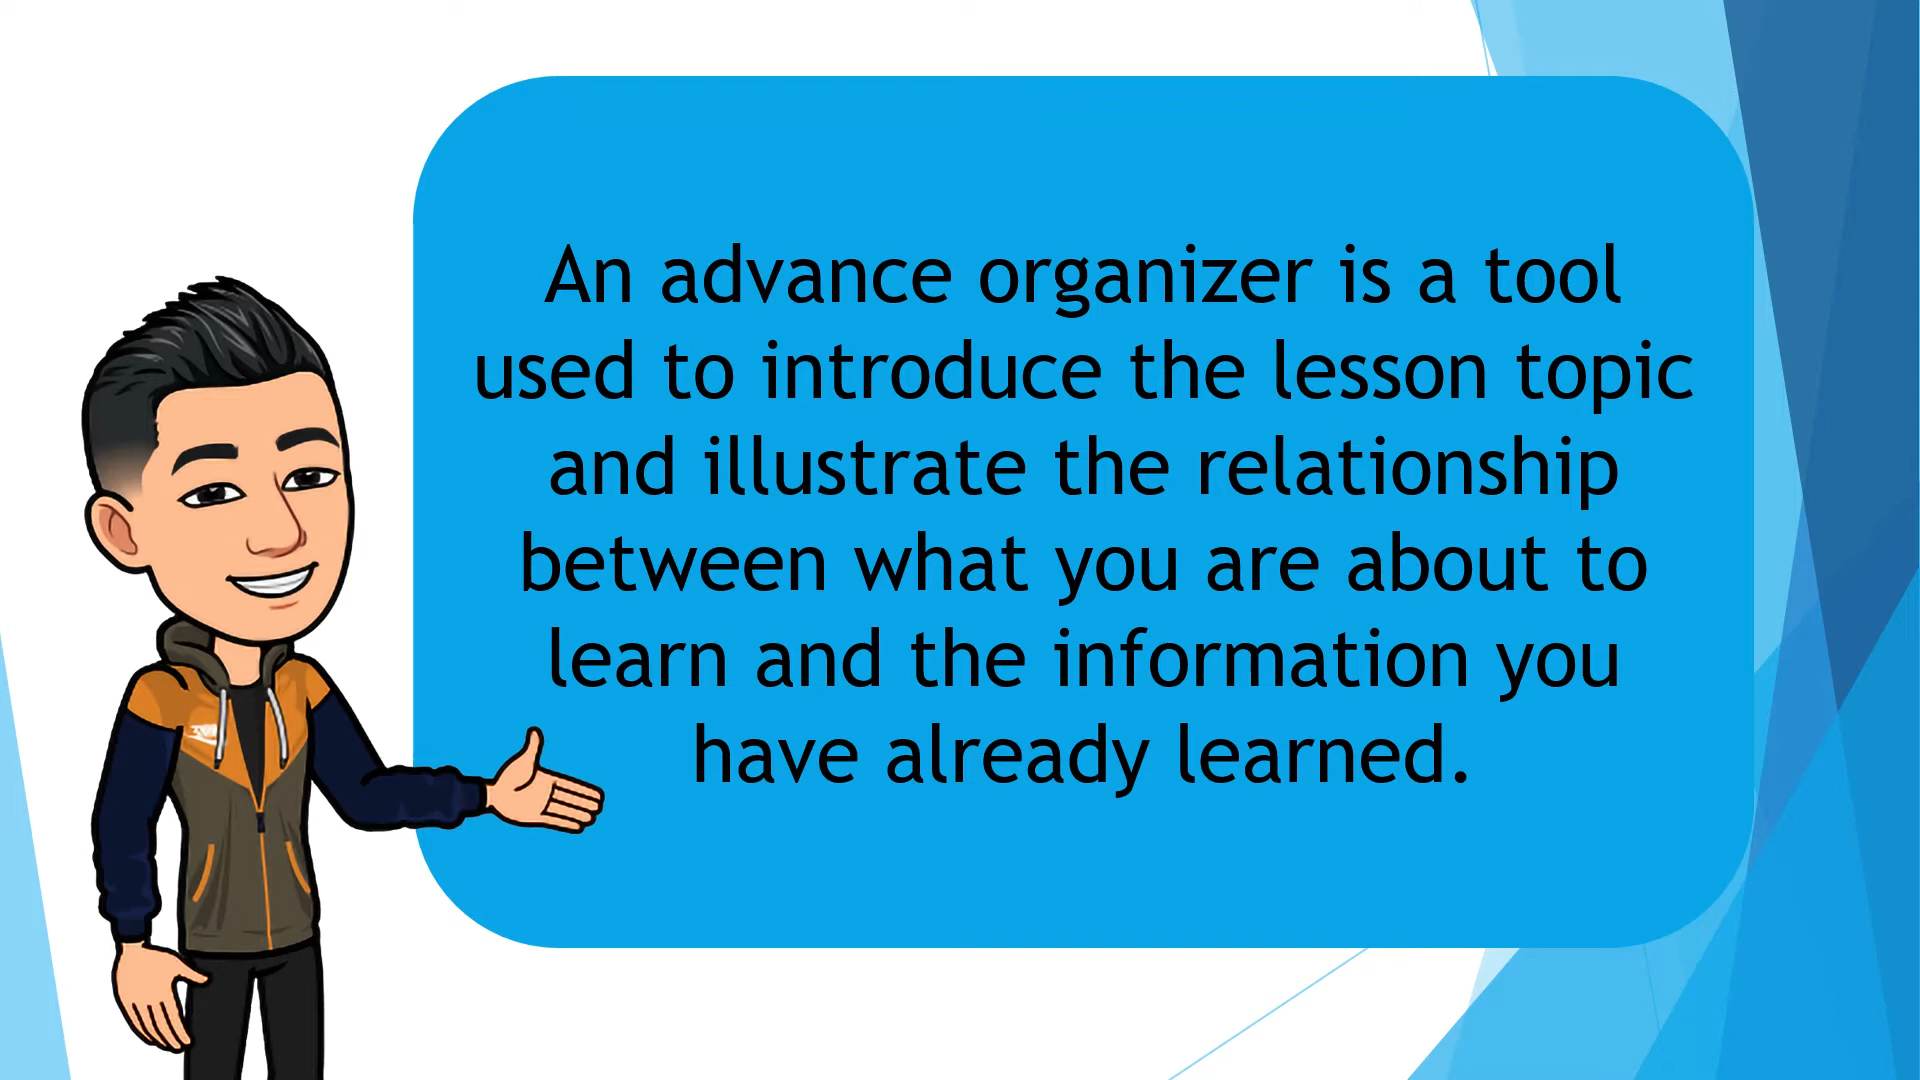 An advance organizer is a tool
used to introduce the lesson topic
and illustrate the relationship
between what you are about to
learn and the information you
have already learned.